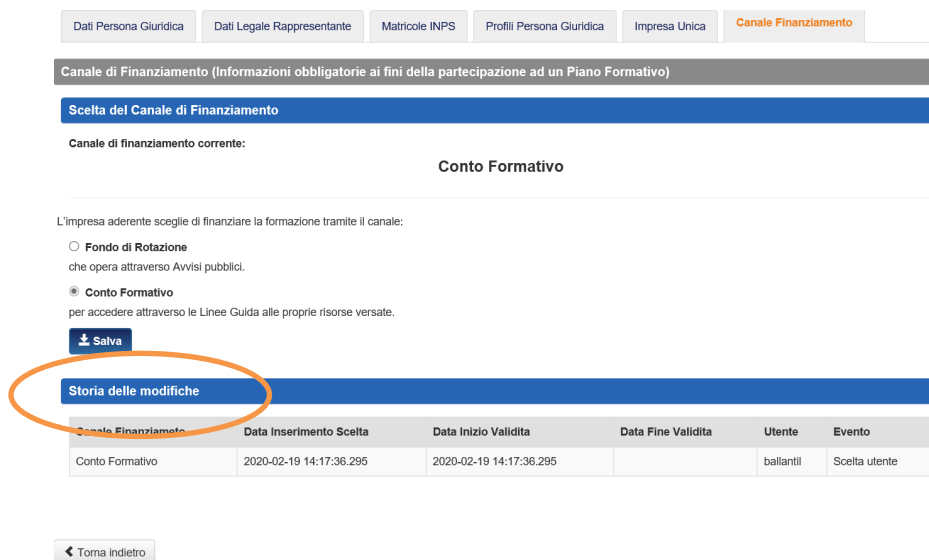 Dati Persona Giuridica Dati Legale Rappresentante Matricole INPS Profili Persona Giuridica Impresa Unica Canale Finanziamento
Canale di Finanziamento (Informazioni obbligatorie ai fini della partecipazione ad un Piano Formativo)
Scelta del Canale di Finanziamento
Canale di finanziamento corrente:
Conto Formativo
L'impresa aderente sceglie di finanziare la formazione tramite il canale:
Fondo di Rotazione
che opera attraverso Avvisi pubblici.
Conto Formativo
per accedere attraverso le Linee Guida alle proprie risorse versate.
Salva
Storia delle modifiche
Canale Finanziameto Data Inserimento Scelta Data Inizio Validita Data Fine Validita Utente Evento
Conto Formativo 2020-02-19 14:17:36.295 2020-02-19 14:17:36.295 ballantil Scelta utente
Torna indietro